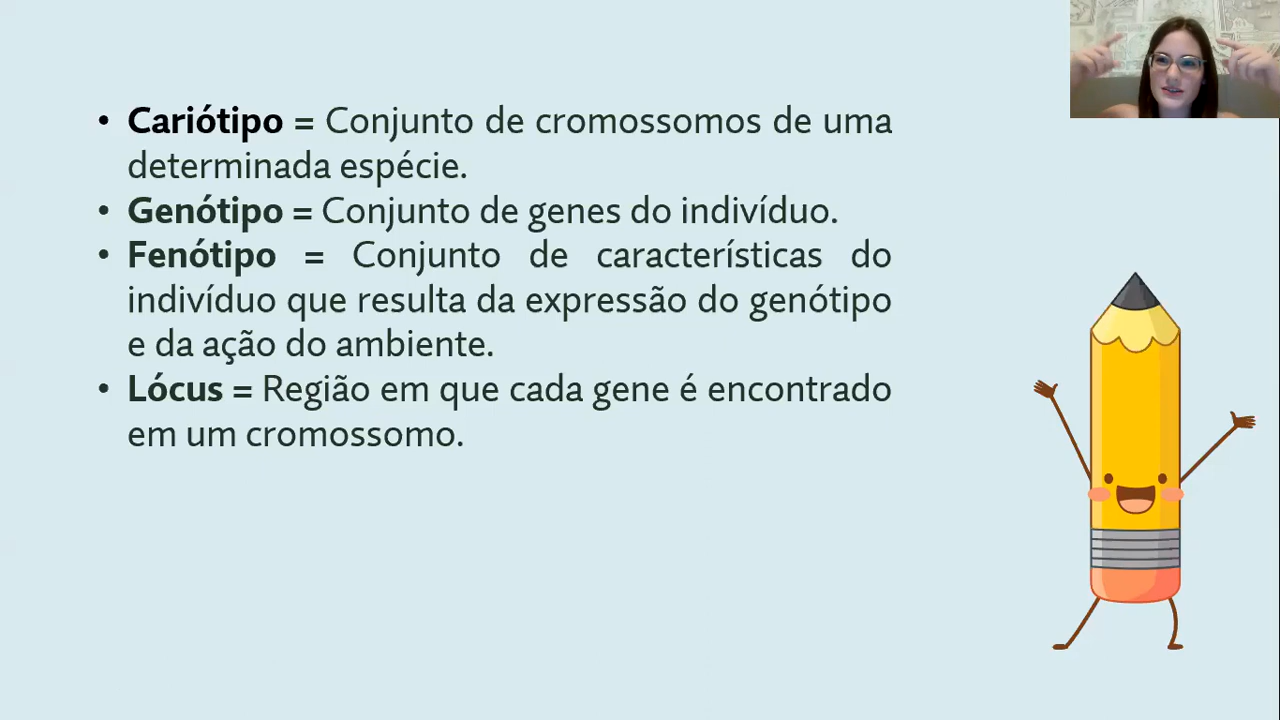 • Cariótipo = Conjunto de cromossomos de uma
determinada espécie.
• Genótipo = Conjunto de genes do indivíduo.
• Fenótipo = Conjunto de características do
indivíduo que resulta da expressão do genótipo
e da ação do ambiente.
• Lócus = Região em que cada gene é encontrado
em um cromossomo.